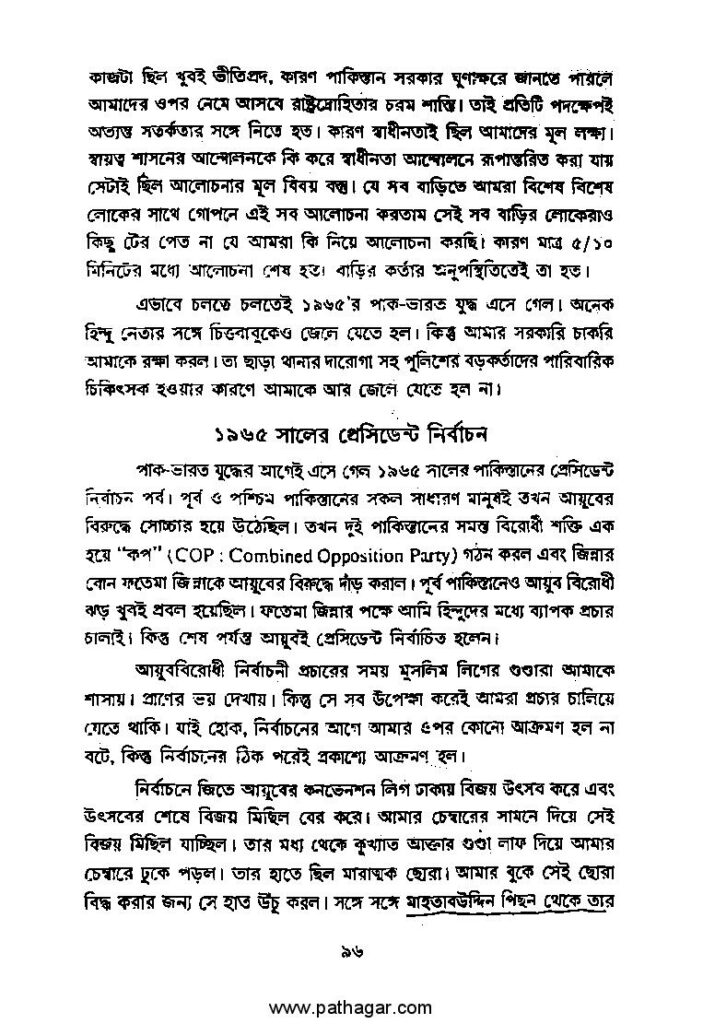 কাজটা ছিল খুবই ভীতিপ্রদ, কারণ পাকিস্তান সরকার ঘুণাক্ষরে জানতে পারলে
আমাদের ওপর নেমে আসবে রাষ্ট্রদ্রোহিতার চরম শাস্তি। তাই প্রতিটি পদক্ষেপই
অত্যন্ত সতর্কতার সঙ্গে নিতে হত। কারণ স্বাধীনতাই ছিল আমাদের মূল লক্ষ্য।
স্বায়ত্ব শাসনের আন্দোলনকে কি করে স্বাধীনতা আন্দোলনে রূপান্তরিত করা যায়
সেটাই ছিল আলোচনার মূল বিষয় বস্তু। যে সব বাড়িতে আমরা বিশেষ বিশেষ
লোকের সাথে গোপনে এই সব আলোচনা করতাম সেই সব বাড়ির লোকেরাও
কিছু টের পেত না যে আমরা কি নিয়ে আলোচনা করছি। কারণ মাত্র ৫/১০
মিনিটের মধ্যে আলোচনা শেষ হত। বাড়ির কর্তার অনুপস্থিতিতেই তা হত।
এভাবে চলতে চলতেই ১৯৬৫'র পাক-ভারত যুদ্ধ এসে গেল। অনেক
হিন্দু নেতার সঙ্গে চিত্তবাবুকেও জেলে যেতে হল। কিন্তু আমার সরকারি চাকরি
আমাকে রক্ষা করল। তা ছাড়া থানার দারোগা সহ পুলিশের বড়কর্তাদের পারিবারিক
চিকিৎসক হওয়ার কারণে আমাকে আর জেলে যেতে হল না।
১৯৬৫ সালের প্রেসিডেন্ট নির্বাচন
পাক-ভারত যুদ্ধের আগেই এসে গেল ১৯৬৫ সালের পাকিস্তানের প্রেসিডেন্ট
নির্বাচন পর্ব। পূর্ব ও পশ্চিম পাকিস্তানের সকল সাধারণ মানুষই তখন আয়ুবের
বিরুদ্ধে সোচ্চার হয়ে উঠেছিল। তখন দুই পাকিস্তানের সমস্ত বিরোধী শক্তি এক
হয়ে “কপ” (COP : Combined Opposition Party) গঠন করল এবং জিন্নার
বোন ফতেমা জিন্নাকে আয়ুবের বিরুদ্ধে দাঁড় করাল। পূর্ব পাকিস্তানেও আয়ুব বিরোধী
ঝড় খুবই প্রবল হয়েছিল। ফতেমা জিন্নার পক্ষে আমি হিন্দুদের মধ্যে ব্যাপক প্রচার
চালাই। কিন্তু শেষ পর্যন্ত আয়ুবই প্রেসিডেন্ট নির্বাচিত হলেন।
আয়ুববিরোধী নির্বাচনী প্রচারের সময় মুসলিম লিগের গুণ্ডারা আমাকে
শাসায়। প্রাণের ভয় দেখায়। কিন্তু সে সব উপেক্ষা করেই আমরা প্রচার চালিয়ে
যেতে থাকি। যাই হোক, নির্বাচনের আগে আমার ওপর কোনো আক্রমণ হল না
বটে, কিন্তু নির্বাচনের ঠিক পরেই প্রকাশ্যে আক্রমণ হল।
নির্বাচনে জিতে আয়ুবের কনভেনশন লিগ ঢাকায় বিজয় উৎসব করে এবং
উৎসবের শেষে বিজয় মিছিল বের করে। আমার চেম্বারের সামনে দিয়ে সেই
বিজয় মিছিল যাচ্ছিল। তার মধ্য থেকে কুখ্যাত আক্তার গুণ্ডা লাফ দিয়ে আমার
চেম্বারে ঢুকে পড়ল। তার হাতে ছিল মারাত্মক ছোরা। আমার বুকে সেই ছোরা
বিদ্ধ করার জন্য সে হাত উঁচু করল। সঙ্গে সঙ্গে মাহতাবউদ্দিন পিছন থেকে তার
৯৬
www.pathagar.com